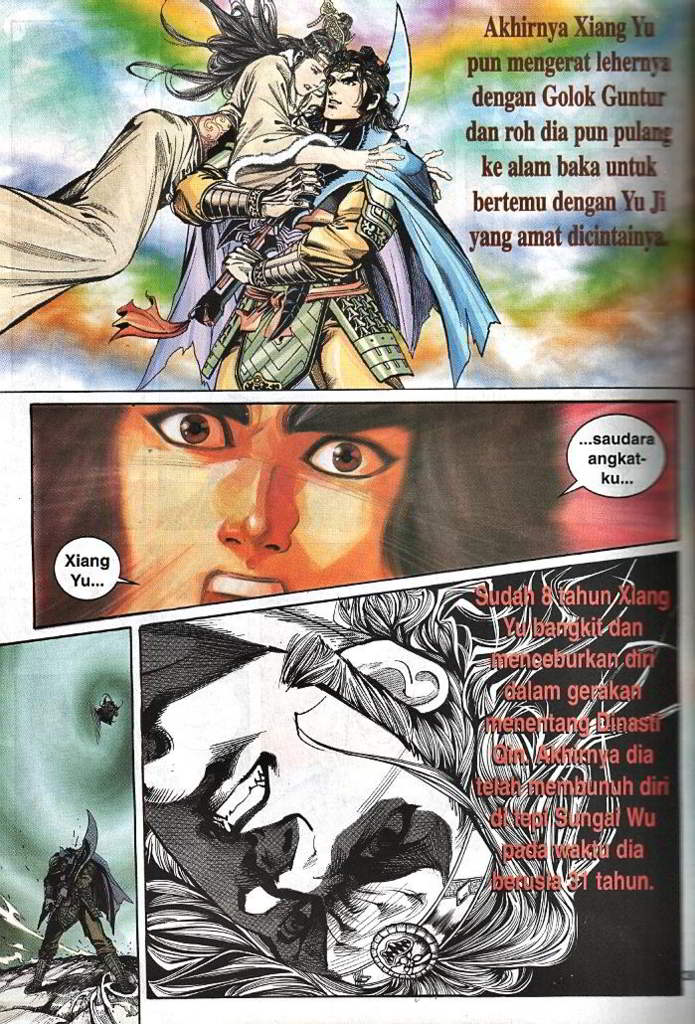 Akhirnya Xiang Yu
pun mengerat lehernya
dengan Golok Guntur
dan roh dia pun pulang
ke alam baka untuk
bertemu dengan Yu Ji
yang amat dicintainya.
...saudara
angkat-
ku...
Xiang
Yu...
Sudah 8 tahun Xiang
Yu bangkit dan
menceburkan diri
dalam gerakan
menentang Dinasti
Qin. Akhirnya dia
telah membunuh diri
di tepi Sungai Wu
pada waktu dia
berusia 31 tahun.